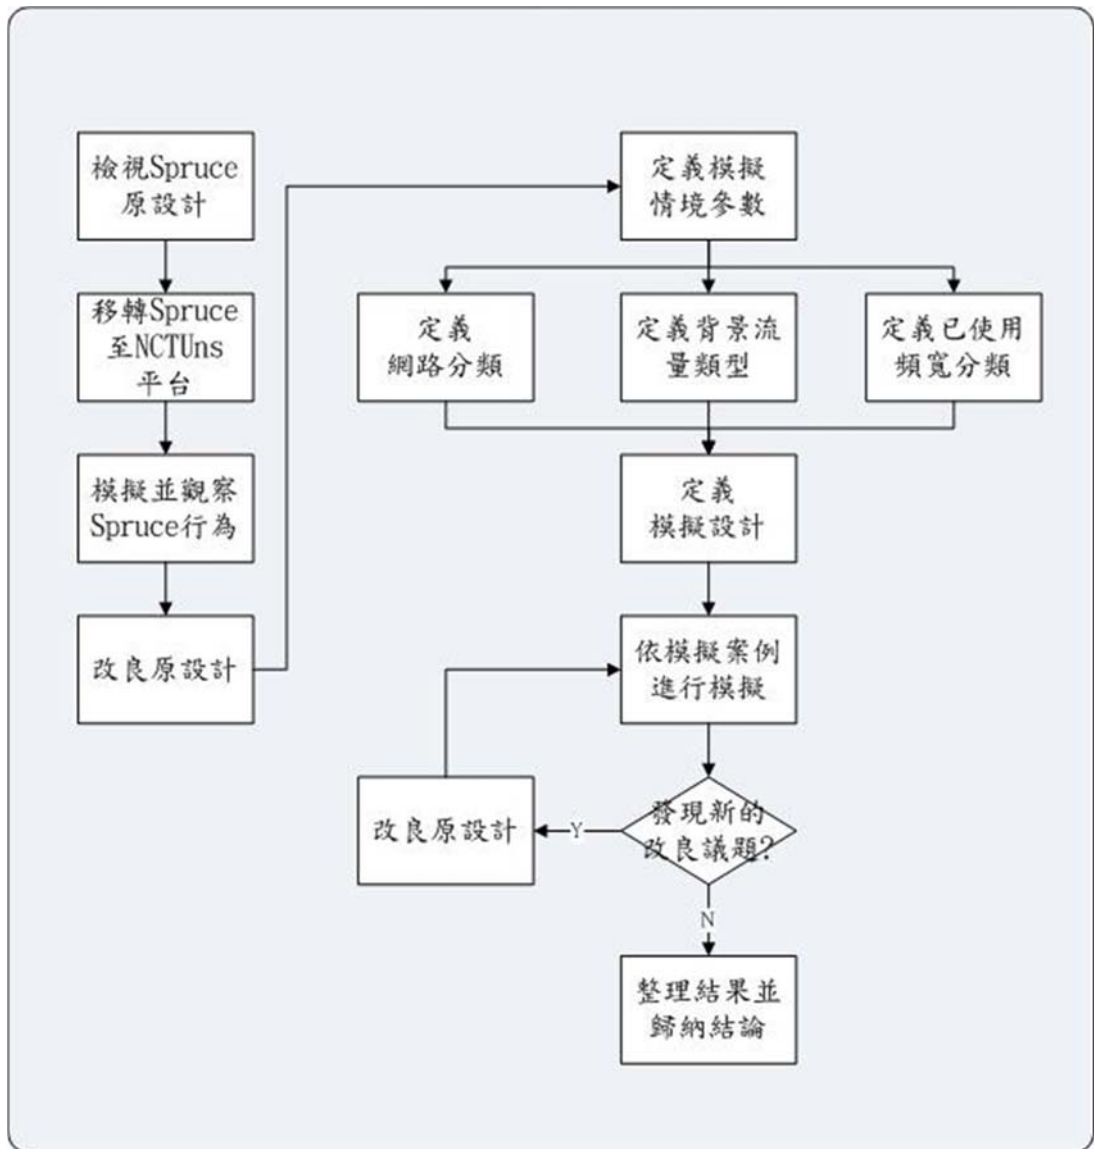 檢視Spruce
原設計
移轉Spruce
至NCTUns
平台
模擬並觀察
Spruce行為
改良原設計
定義模擬
情境參數
定義
網路分類
定義背景流
量類型
定義已使用
頻寬分類
定義
模擬設計
依模擬案例
進行模擬
發現新的
改良議題?
Y
改良原設計
N
整理結果並
歸納結論